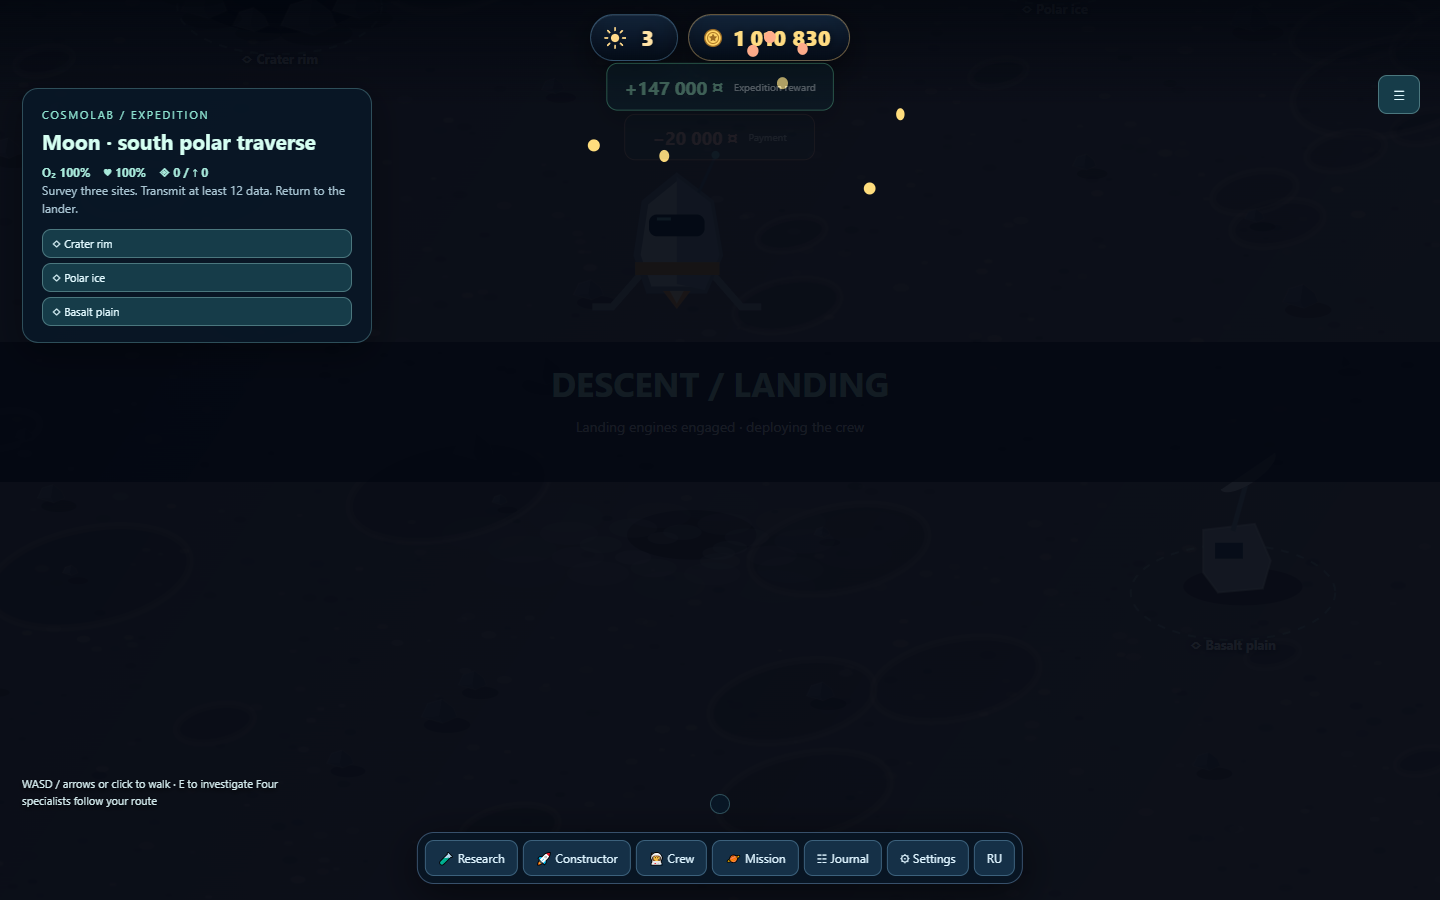 3
1 010 830
Polar ice
Crater rim
+147 000 ¤ Expedition reward
−20 000 ¤ Payment
COSMOLAB / EXPEDITION
Moon · south polar traverse
O₂ 100% ♥ 100% ◈ 0 / ↑ 0
Survey three sites. Transmit at least 12 data. Return to the
lander.
◇ Crater rim
◇ Polar ice
◇ Basalt plain
DESCENT / LANDING
Landing engines engaged · deploying the crew
Basalt plain
WASD / arrows or click to walk · E to investigate Four
specialists follow your route
Research
Constructor
Crew
Mission
Journal
Settings
RU